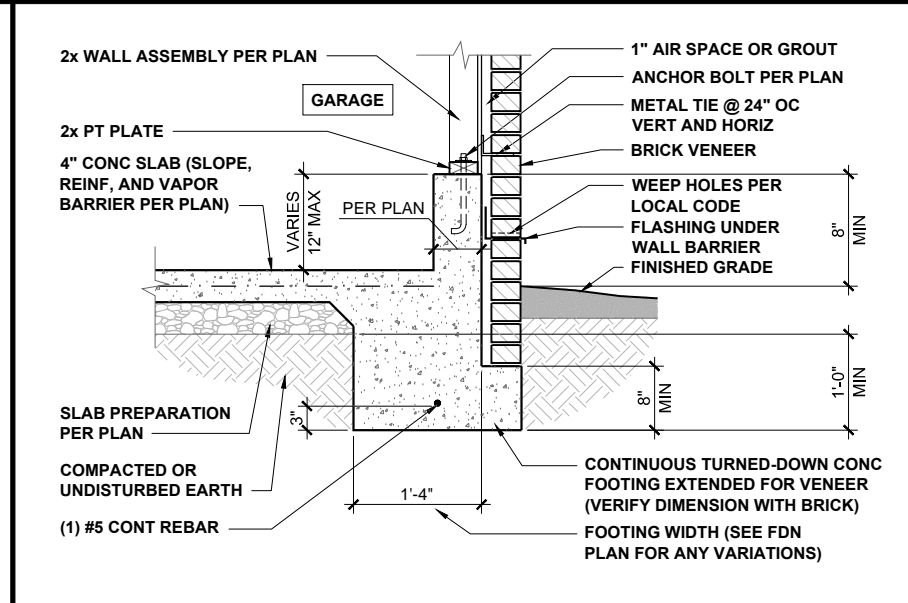 2x WALL ASSEMBLY PER PLAN
GARAGE
2x PT PLATE
4" CONC SLAB (SLOPE,
REINF, AND VAPOR
BARRIER PER PLAN)
VARIES
12" MAX
PER PLAN
1" AIR SPACE OR GROUT
ANCHOR BOLT PER PLAN
METAL TIE @ 24" OC
VERT AND HORIZ
BRICK VENEER
WEEP HOLES PER
LOCAL CODE
FLASHING UNDER
WALL BARRIER
FINISHED GRADE
8"
MIN
1'-0"
MIN
8"
MIN
3"
SLAB PREPARATION
PER PLAN
COMPACTED OR
UNDISTURBED EARTH
(1) #5 CONT REBAR
1'-4"
CONTINUOUS TURNED-DOWN CONC
FOOTING EXTENDED FOR VENEER
(VERIFY DIMENSION WITH BRICK)
FOOTING WIDTH (SEE FDN
PLAN FOR ANY VARIATIONS)